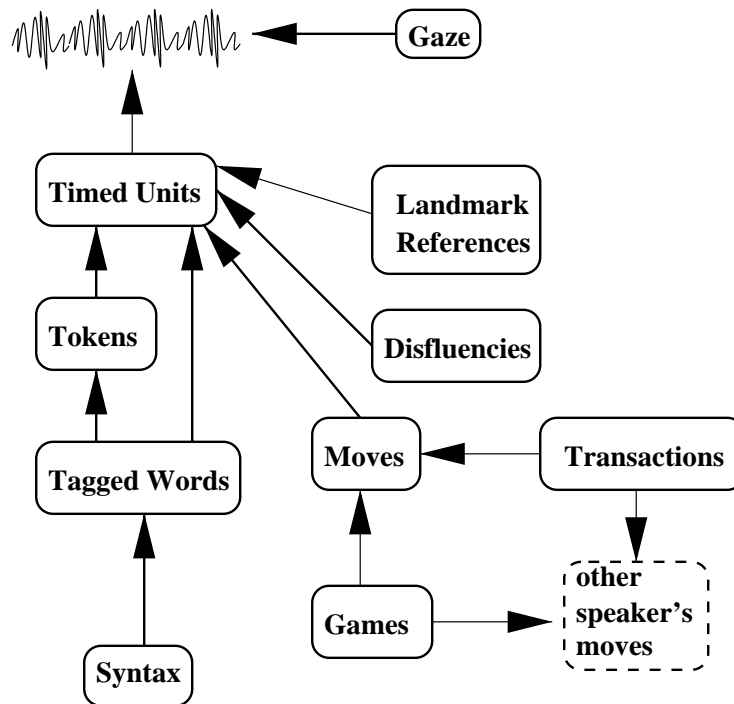 Gaze
Timed Units
Landmark
References
Tokens
Disfluencies
Tagged Words
Moves
Transactions
Games
other
speaker's
moves
Syntax